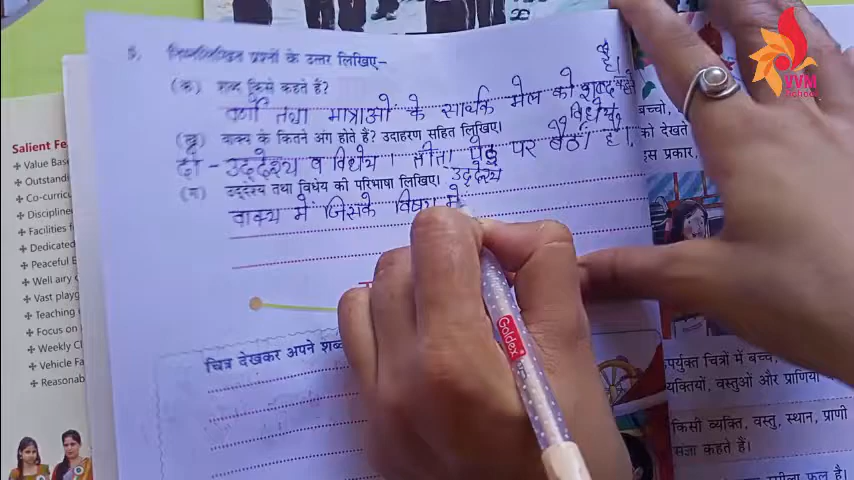 5. निम्नलिखित प्रश्नों के उत्तर लिखिए-
(क) शब्द किसे कहते हैं?
वर्णों तथा मात्राओं के सार्थक मेल को शब्द कहते
है।
(ख) वाक्य के कितने अंग होते हैं? उदाहरण सहित लिखिए।
विधेय
दो - उद्देश्य व विधेय । तोता पेड़ पर बैठा है।
उद्देश्य
(ग) उद्देश्य तथा विधेय की परिभाषा लिखिए।
वाक्य में जिसके विषय में
चित्र देखकर अपने शब्
Salient Fe
Value Base
Outstandi
Co-curric
Discipline
Facilities
Dedicated
Peaceful E
Well airy
Vast playg
Teaching
Focus on
Weekly Cl
Vehicle Fa
Reasonab
बच्चो,
को देखते
इस प्रकार,
पर्युक्त चित्रों में बच्चे
यक्तियों, वस्तुओं और प्राणियों
किसी व्यक्ति, वस्तु, स्थान, प्राणी
संज्ञा कहते हैं।
VVM
School
Goldex